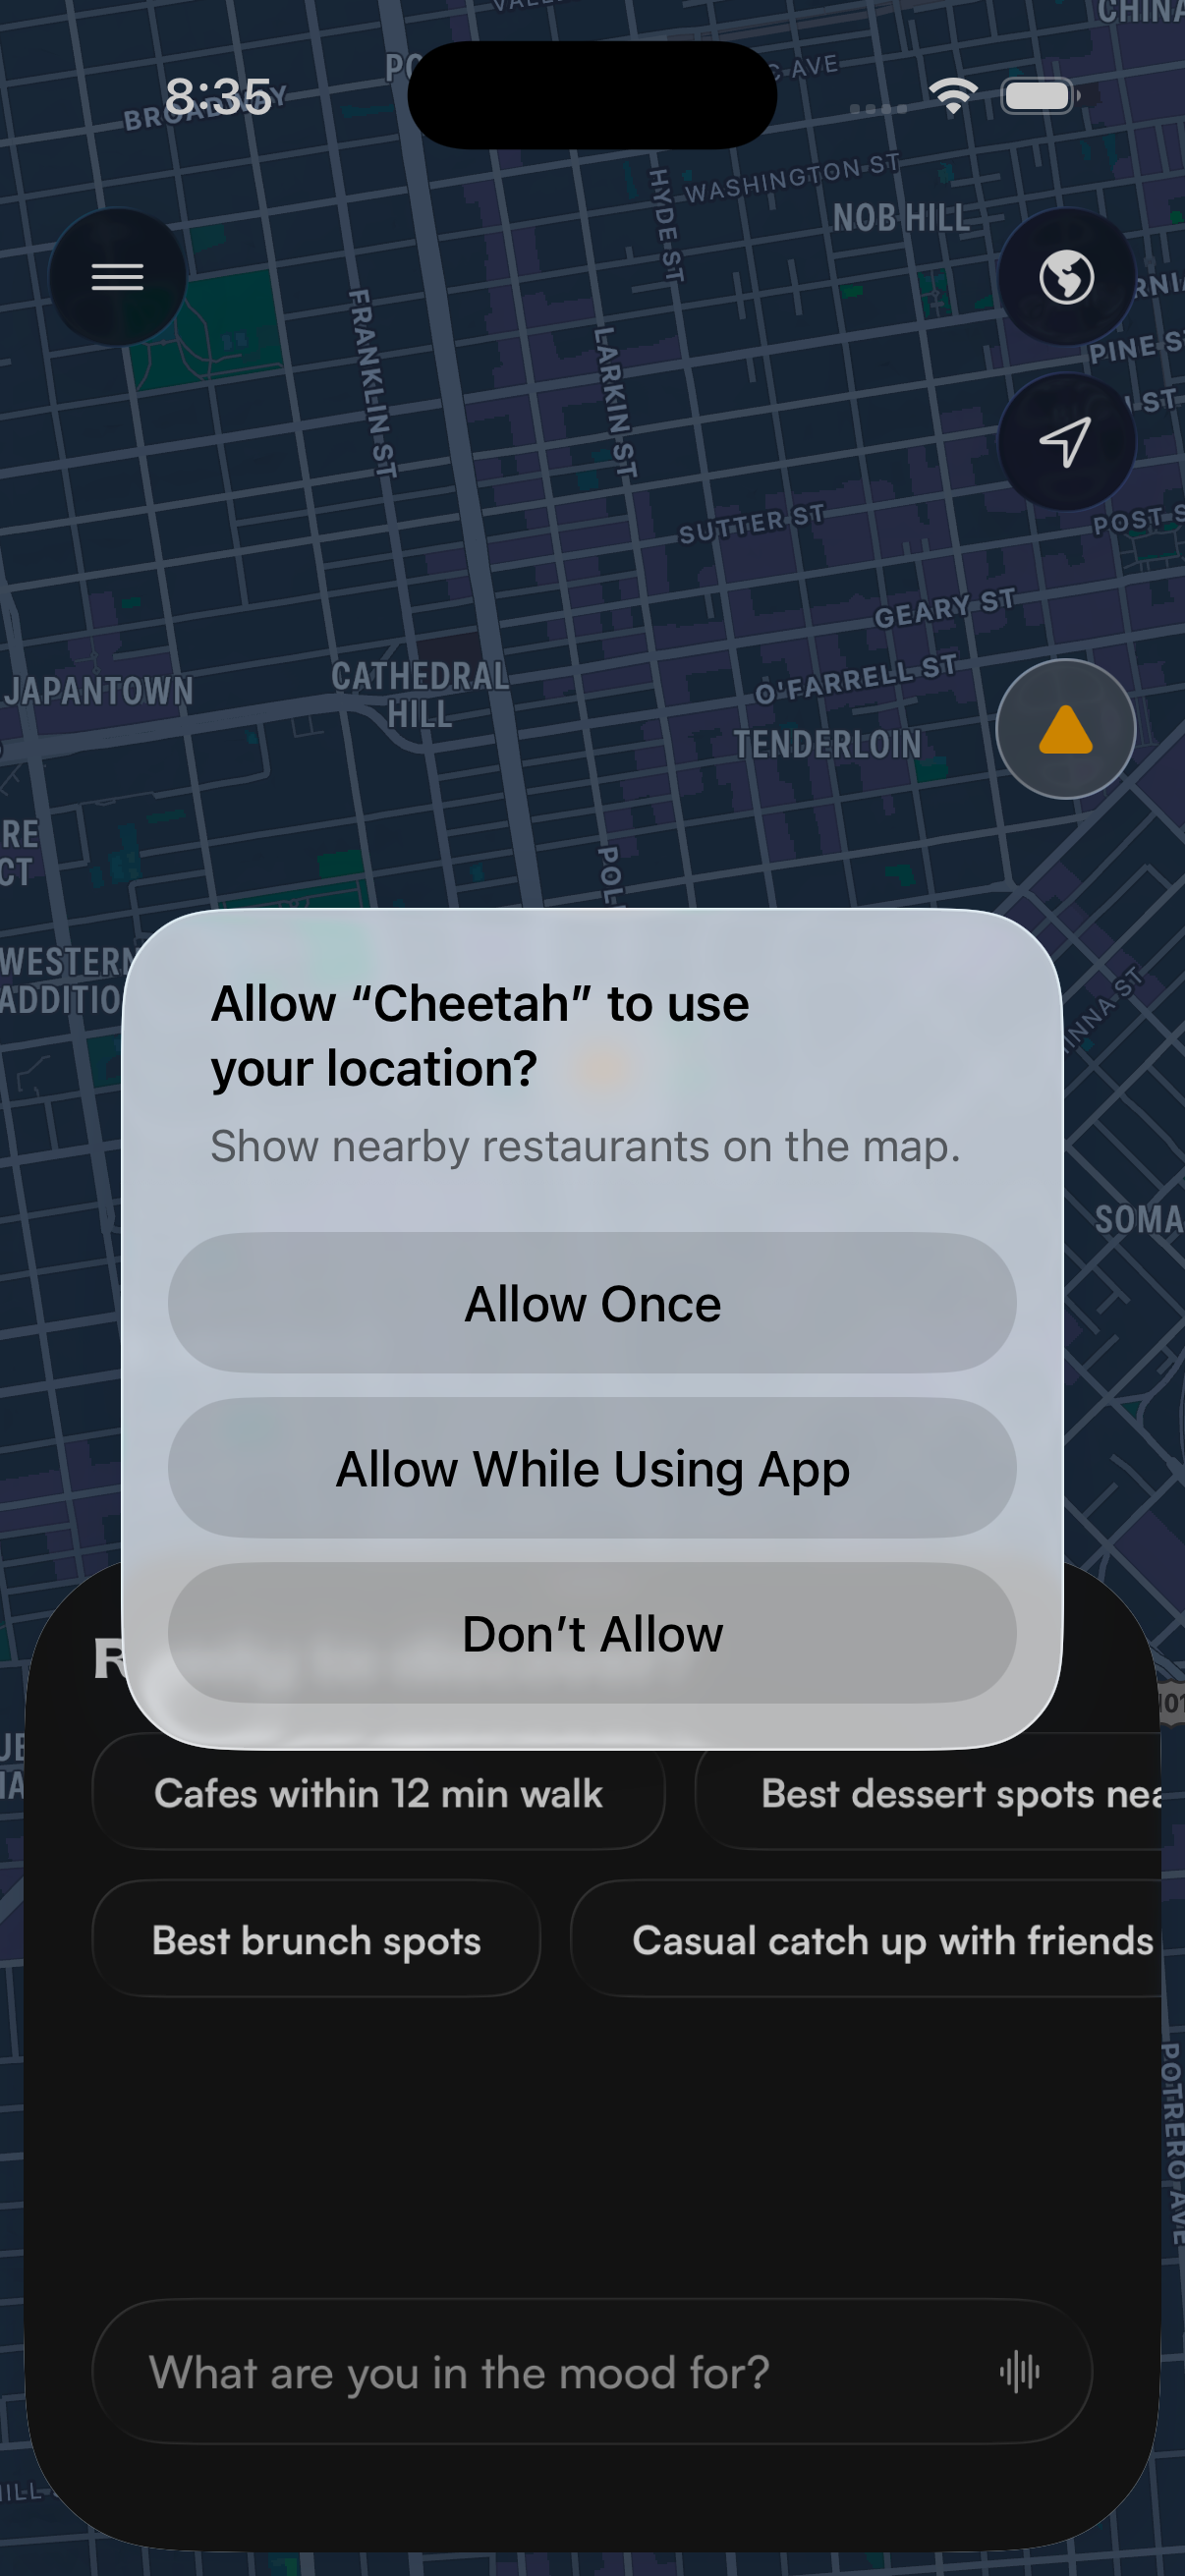 BROADWAY
8:35
C AVE
WASHINGTON ST
HYDE ST
NOB HILL
FRANKLIN ST
LARKIN ST
PINE S
SUTTER ST
POST S
GEARY ST
JAPANTOWN
CATHEDRAL
HILL
O'FARRELL ST
TENDERLOIN
WESTERN
ADDITIO
Allow “Cheetah” to use
your location?
Show nearby restaurants on the map.
SOMA
Allow Once
Allow While Using App
Don’t Allow
Cafes within 12 min walk
Best dessert spots nea
Best brunch spots
Casual catch up with friends
POTRERO AVE
What are you in the mood for?